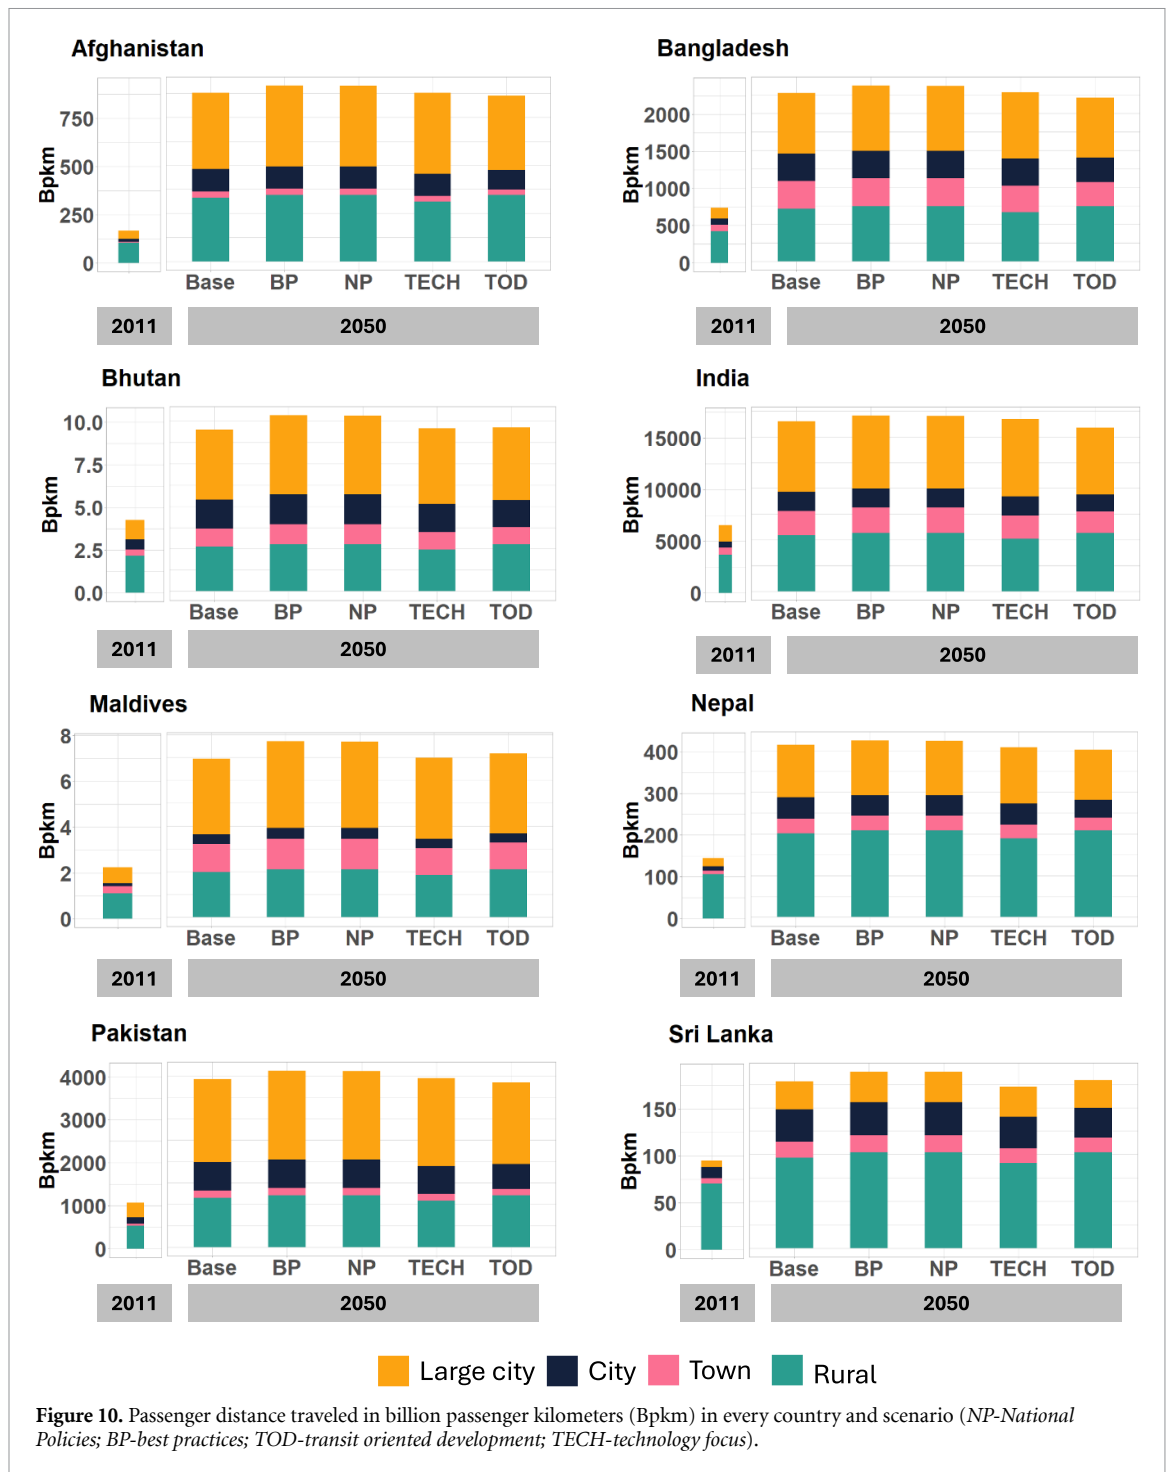 Afghanistan
Bpkm
750
500
250
0
Base BP NP TECH TOD
2011 2050
Bangladesh
Bpkm
2000
1500
1000
500
0
Base BP NP TECH TOD
2011 2050
Bhutan
Bpkm
10.0
7.5
5.0
2.5
0.0
Base BP NP TECH TOD
2011 2050
India
Bpkm
15000
10000
5000
0
Base BP NP TECH TOD
2011 2050
Maldives
Bpkm
8
6
4
2
0
Base BP NP TECH TOD
2011 2050
Nepal
Bpkm
400
300
200
100
0
Base BP NP TECH TOD
2011 2050
Pakistan
Bpkm
4000
3000
2000
1000
0
Base BP NP TECH TOD
2011 2050
Sri Lanka
Bpkm
150
100
50
0
Base BP NP TECH TOD
2011 2050
Large city City Town Rural
Figure 10. Passenger distance traveled in billion passenger kilometers (Bpkm) in every country and scenario (NP-National
Policies; BP-best practices; TOD-transit oriented development; TECH-technology focus).